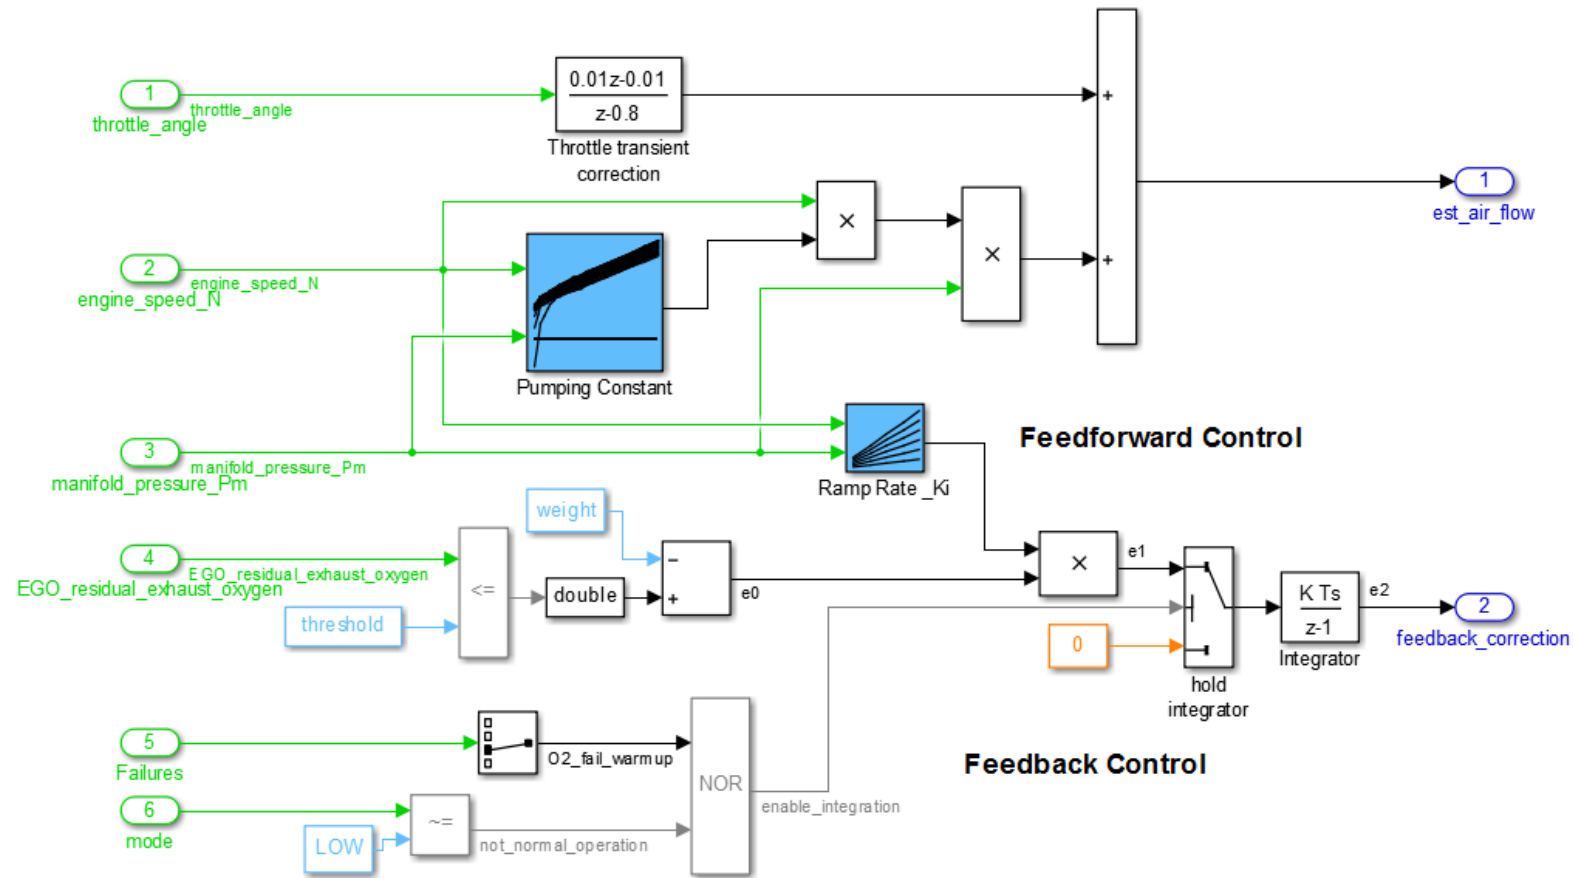 0.01z-0.01
z-0.8
Throttle transient
correction
1
throttle_angle
throttle_angle
+
×
×
1
est_air_flow
2
engine_speed_N
engine_speed_N
+
Pumping Constant
3
manifold_pressure_Pm
manifold_pressure_Pm
Ramp Rate _Ki
Feedforward Control
weight
4
EGO_residual_exhaust_oxygen
EGO_residual_exhaust_oxygen
<=
double
−
+
e0
×
e1
threshold
0
hold
integrator
K Ts
z-1
Integrator
e2
2
feedback_correction
5
Failures
O2_fail_warmup
NOR
enable_integration
Feedback Control
6
mode
LOW
~=
not_normal_operation